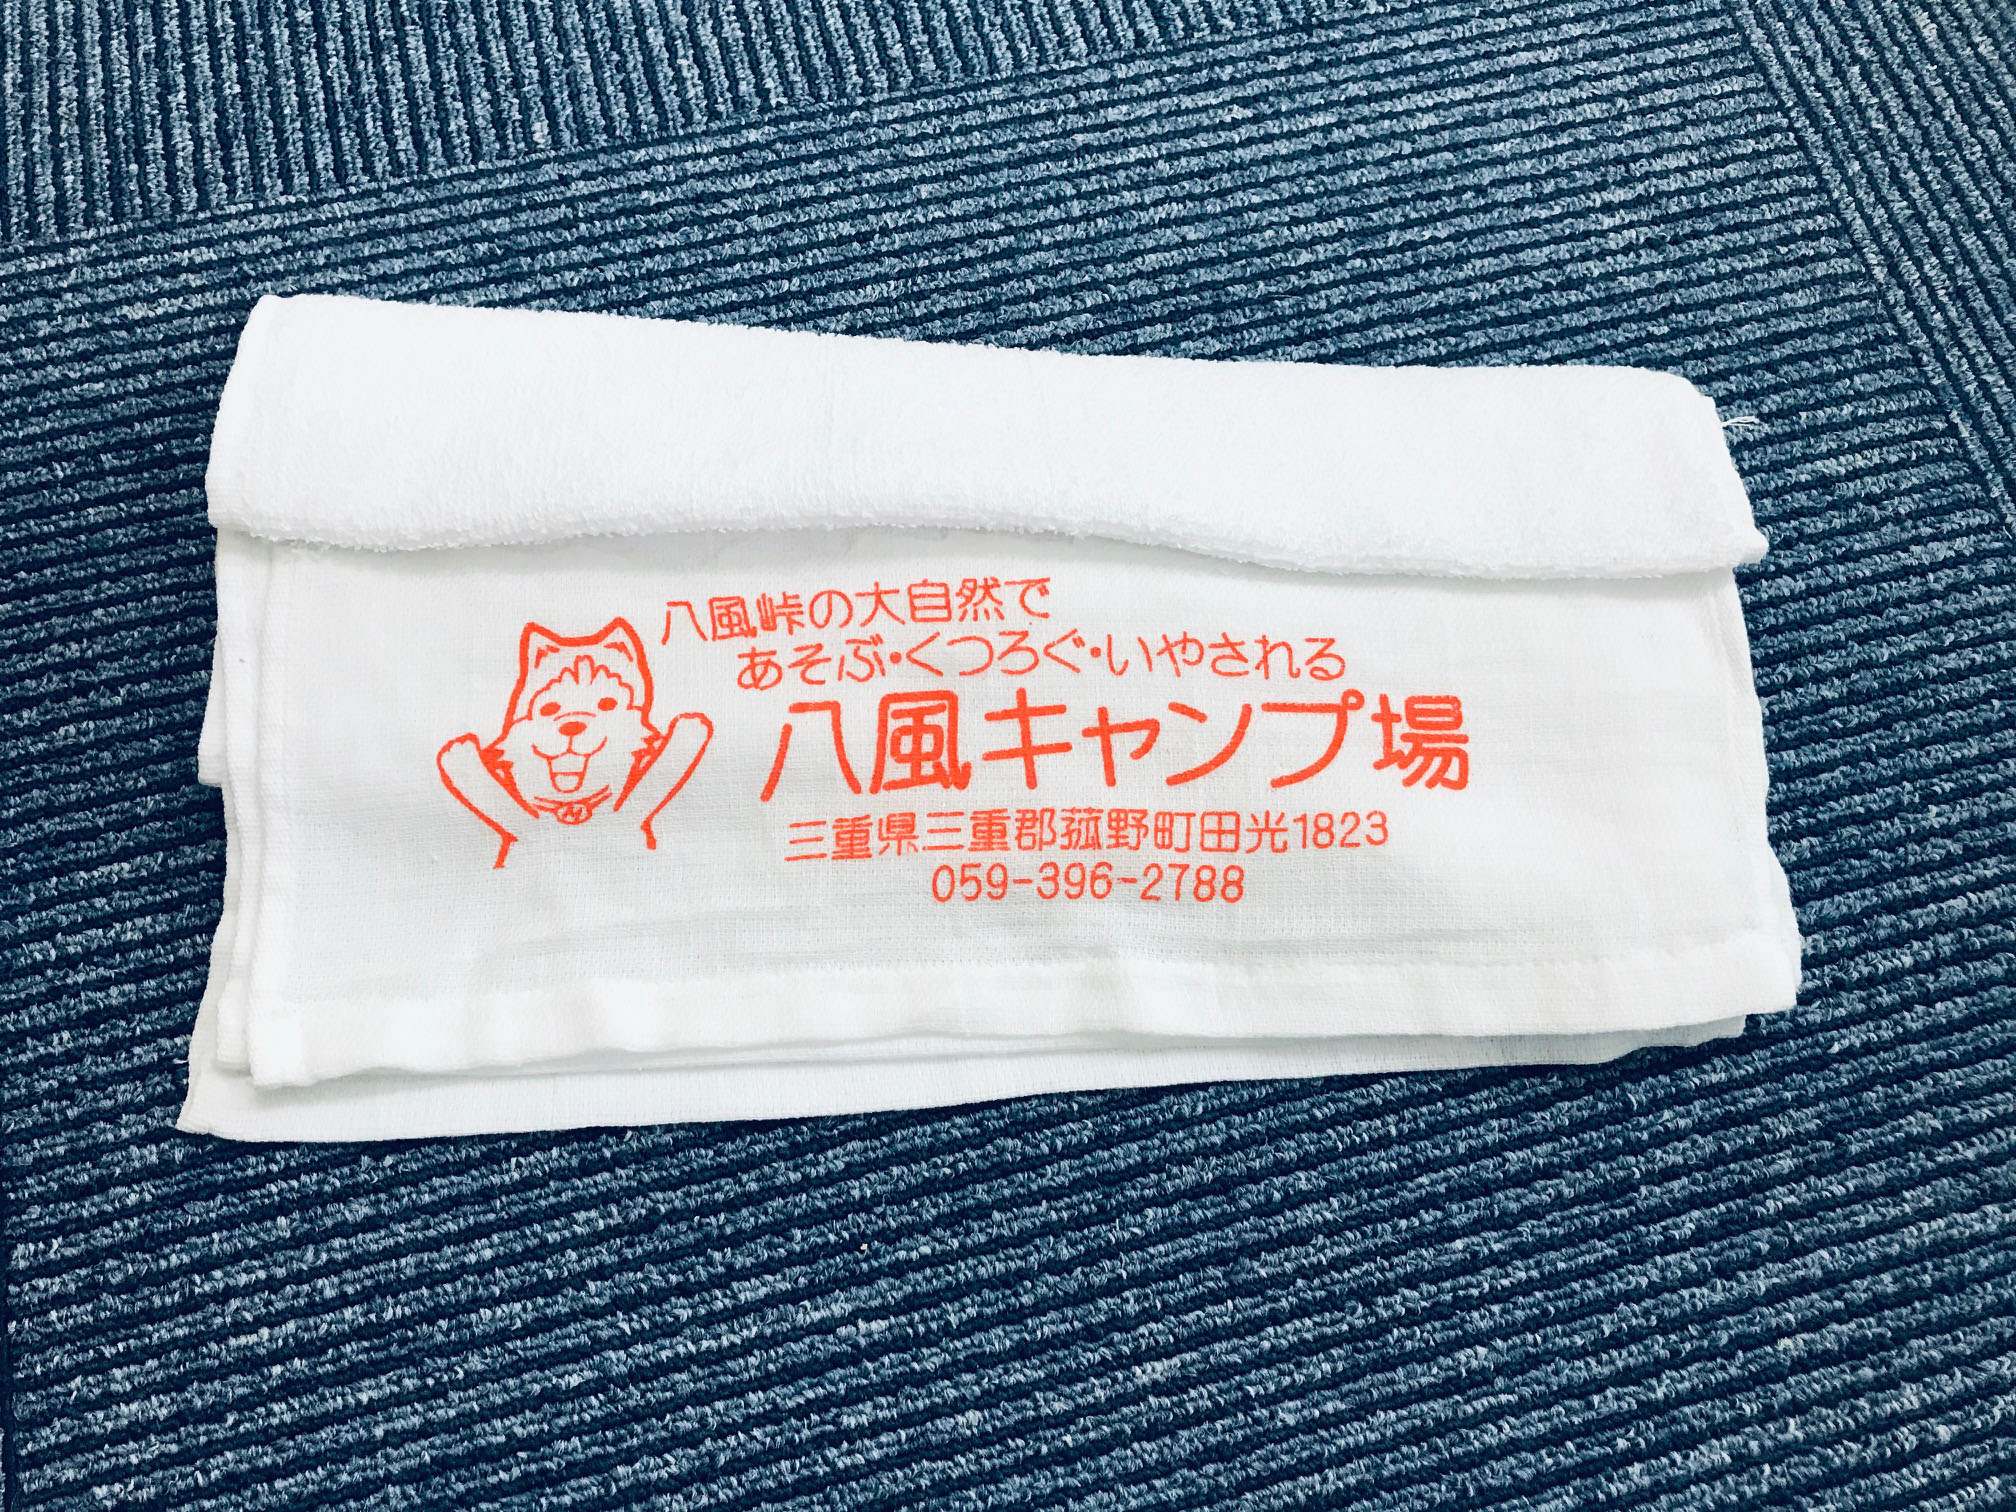 八風峠の大自然で
あそぶ・くつろぐ・いやされる
八風キャンプ場
三重県三重郡菰野町田光1823
059-396-2788